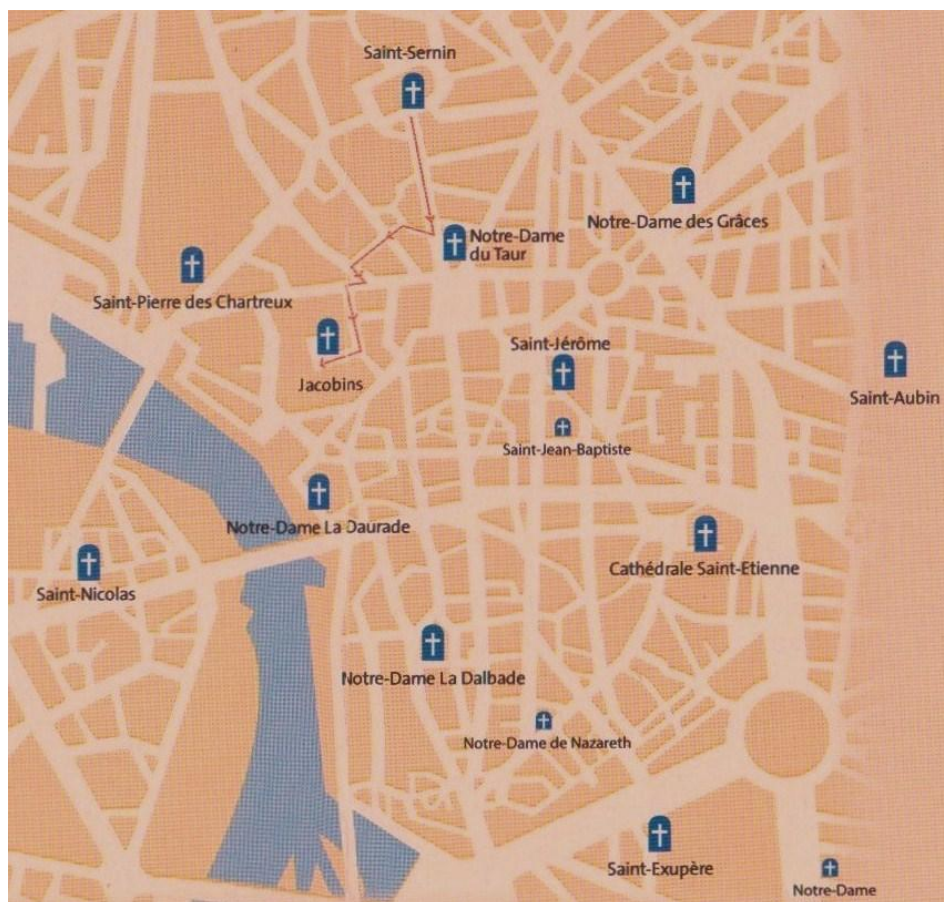 Saint-Sernin
Notre-Dame des Grâces
Notre-Dame
du Taur
Saint-Pierre des Chartreux
Saint-Jérôme
Jacobins
Saint-Aubin
Saint-Jean-Baptiste
Notre-Dame La Daurade
Cathédrale Saint-Etienne
Saint-Nicolas
Notre-Dame La Dalbade
Notre-Dame de Nazareth
Saint-Exupère
Notre-Dame